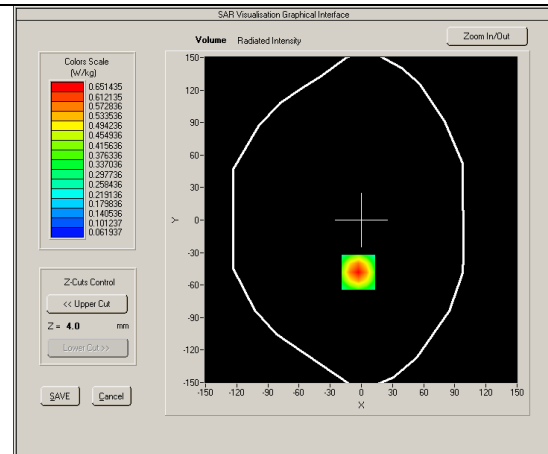 SAR Visualisation Graphical Interface
Volume Radiated Intensity
Zoom In/Out
Colors Scale
(W/kg)
0.651435
0.612135
0.572836
0.533536
0.494236
0.454936
0.415636
0.376336
0.337036
0.297736
0.258436
0.219136
0.179836
0.140536
0.101237
0.061937
Z-Cuts Control
<< Upper Cut
Z = 4.0 mm
Lower Cut >>
SAVE Cancel
Y
150
120
90
60
30
0
-30
-60
-90
-120
-150
-150 -120 -90 -60 -30 0 30 60 90 120 150
X